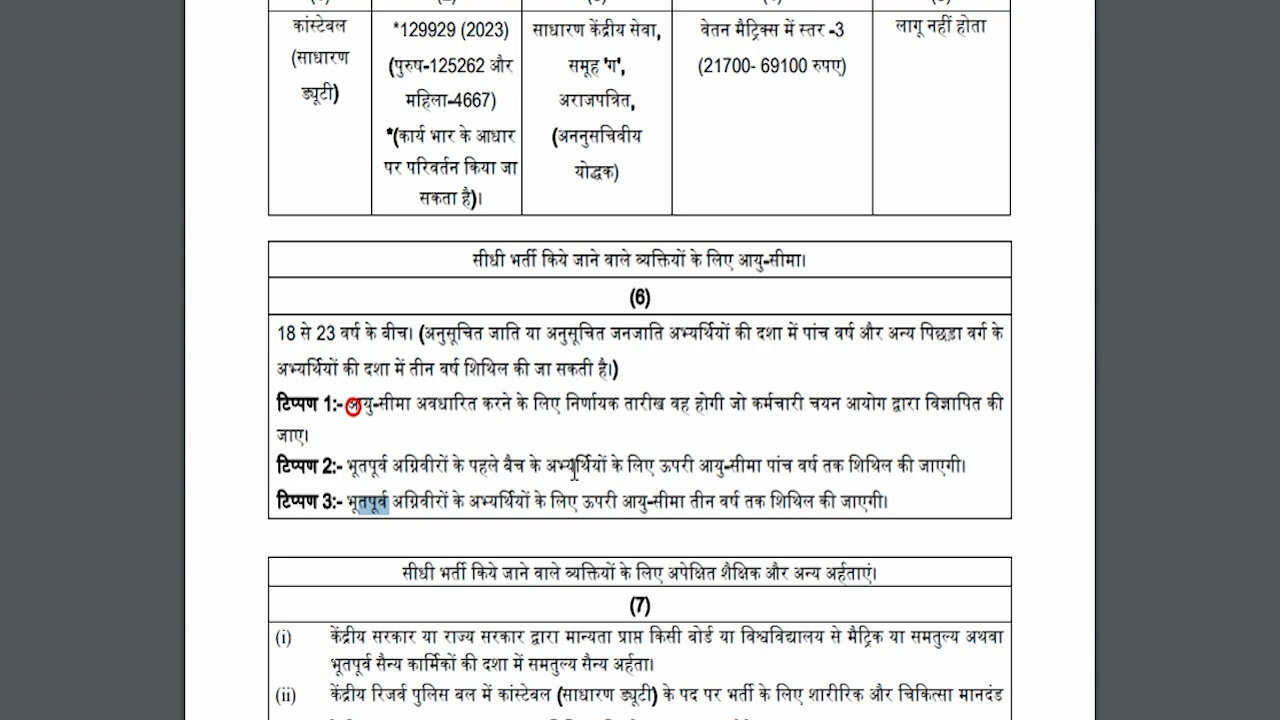 कांस्टेबल
(साधारण
ड्यूटी)
*129929 (2023)
(पुरुष-125262 और
महिला-4667)
*(कार्य भार के आधार
पर परिवर्तन किया जा
सकता है)।
साधारण केंद्रीय सेवा,
समूह 'ग',
अराजपत्रित,
(अननुसचिवीय
योद्धक)
वेतन मैट्रिक्स में स्तर -3
(21700- 69100 रुपए)
लागू नहीं होता
सीधी भर्ती किये जाने वाले व्यक्तियों के लिए आयु-सीमा।
(6)
18 से 23 वर्ष के बीच। (अनुसूचित जाति या अनुसूचित जनजाति अभ्यर्थियों की दशा में पांच वर्ष और अन्य पिछड़ा वर्ग के
अभ्यर्थियों की दशा में तीन वर्ष शिथिल की जा सकती है।)
टिप्पण 1:- आयु-सीमा अवधारित करने के लिए निर्णायक तारीख वह होगी जो कर्मचारी चयन आयोग द्वारा विज्ञापित की
जाए।
टिप्पण 2:- भूतपूर्व अग्निवीरों के पहले बैच के अभ्यर्थियों के लिए ऊपरी आयु-सीमा पांच वर्ष तक शिथिल की जाएगी।
टिप्पण 3:- भूतपूर्व अग्निवीरों के अभ्यर्थियों के लिए ऊपरी आयु-सीमा तीन वर्ष तक शिथिल की जाएगी।
सीधी भर्ती किये जाने वाले व्यक्तियों के लिए अपेक्षित शैक्षिक और अन्य अर्हताएं।
(7)
(i) केंद्रीय सरकार या राज्य सरकार द्वारा मान्यता प्राप्त किसी बोर्ड या विश्वविद्यालय से मैट्रिक या समतुल्य अथवा
भूतपूर्व सैन्य कार्मिकों की दशा में समतुल्य सैन्य अर्हता।
(ii) केंद्रीय रिजर्व पुलिस बल में कांस्टेबल (साधारण ड्यूटी) के पद पर भर्ती के लिए शारीरिक और चिकित्सा मानदंड